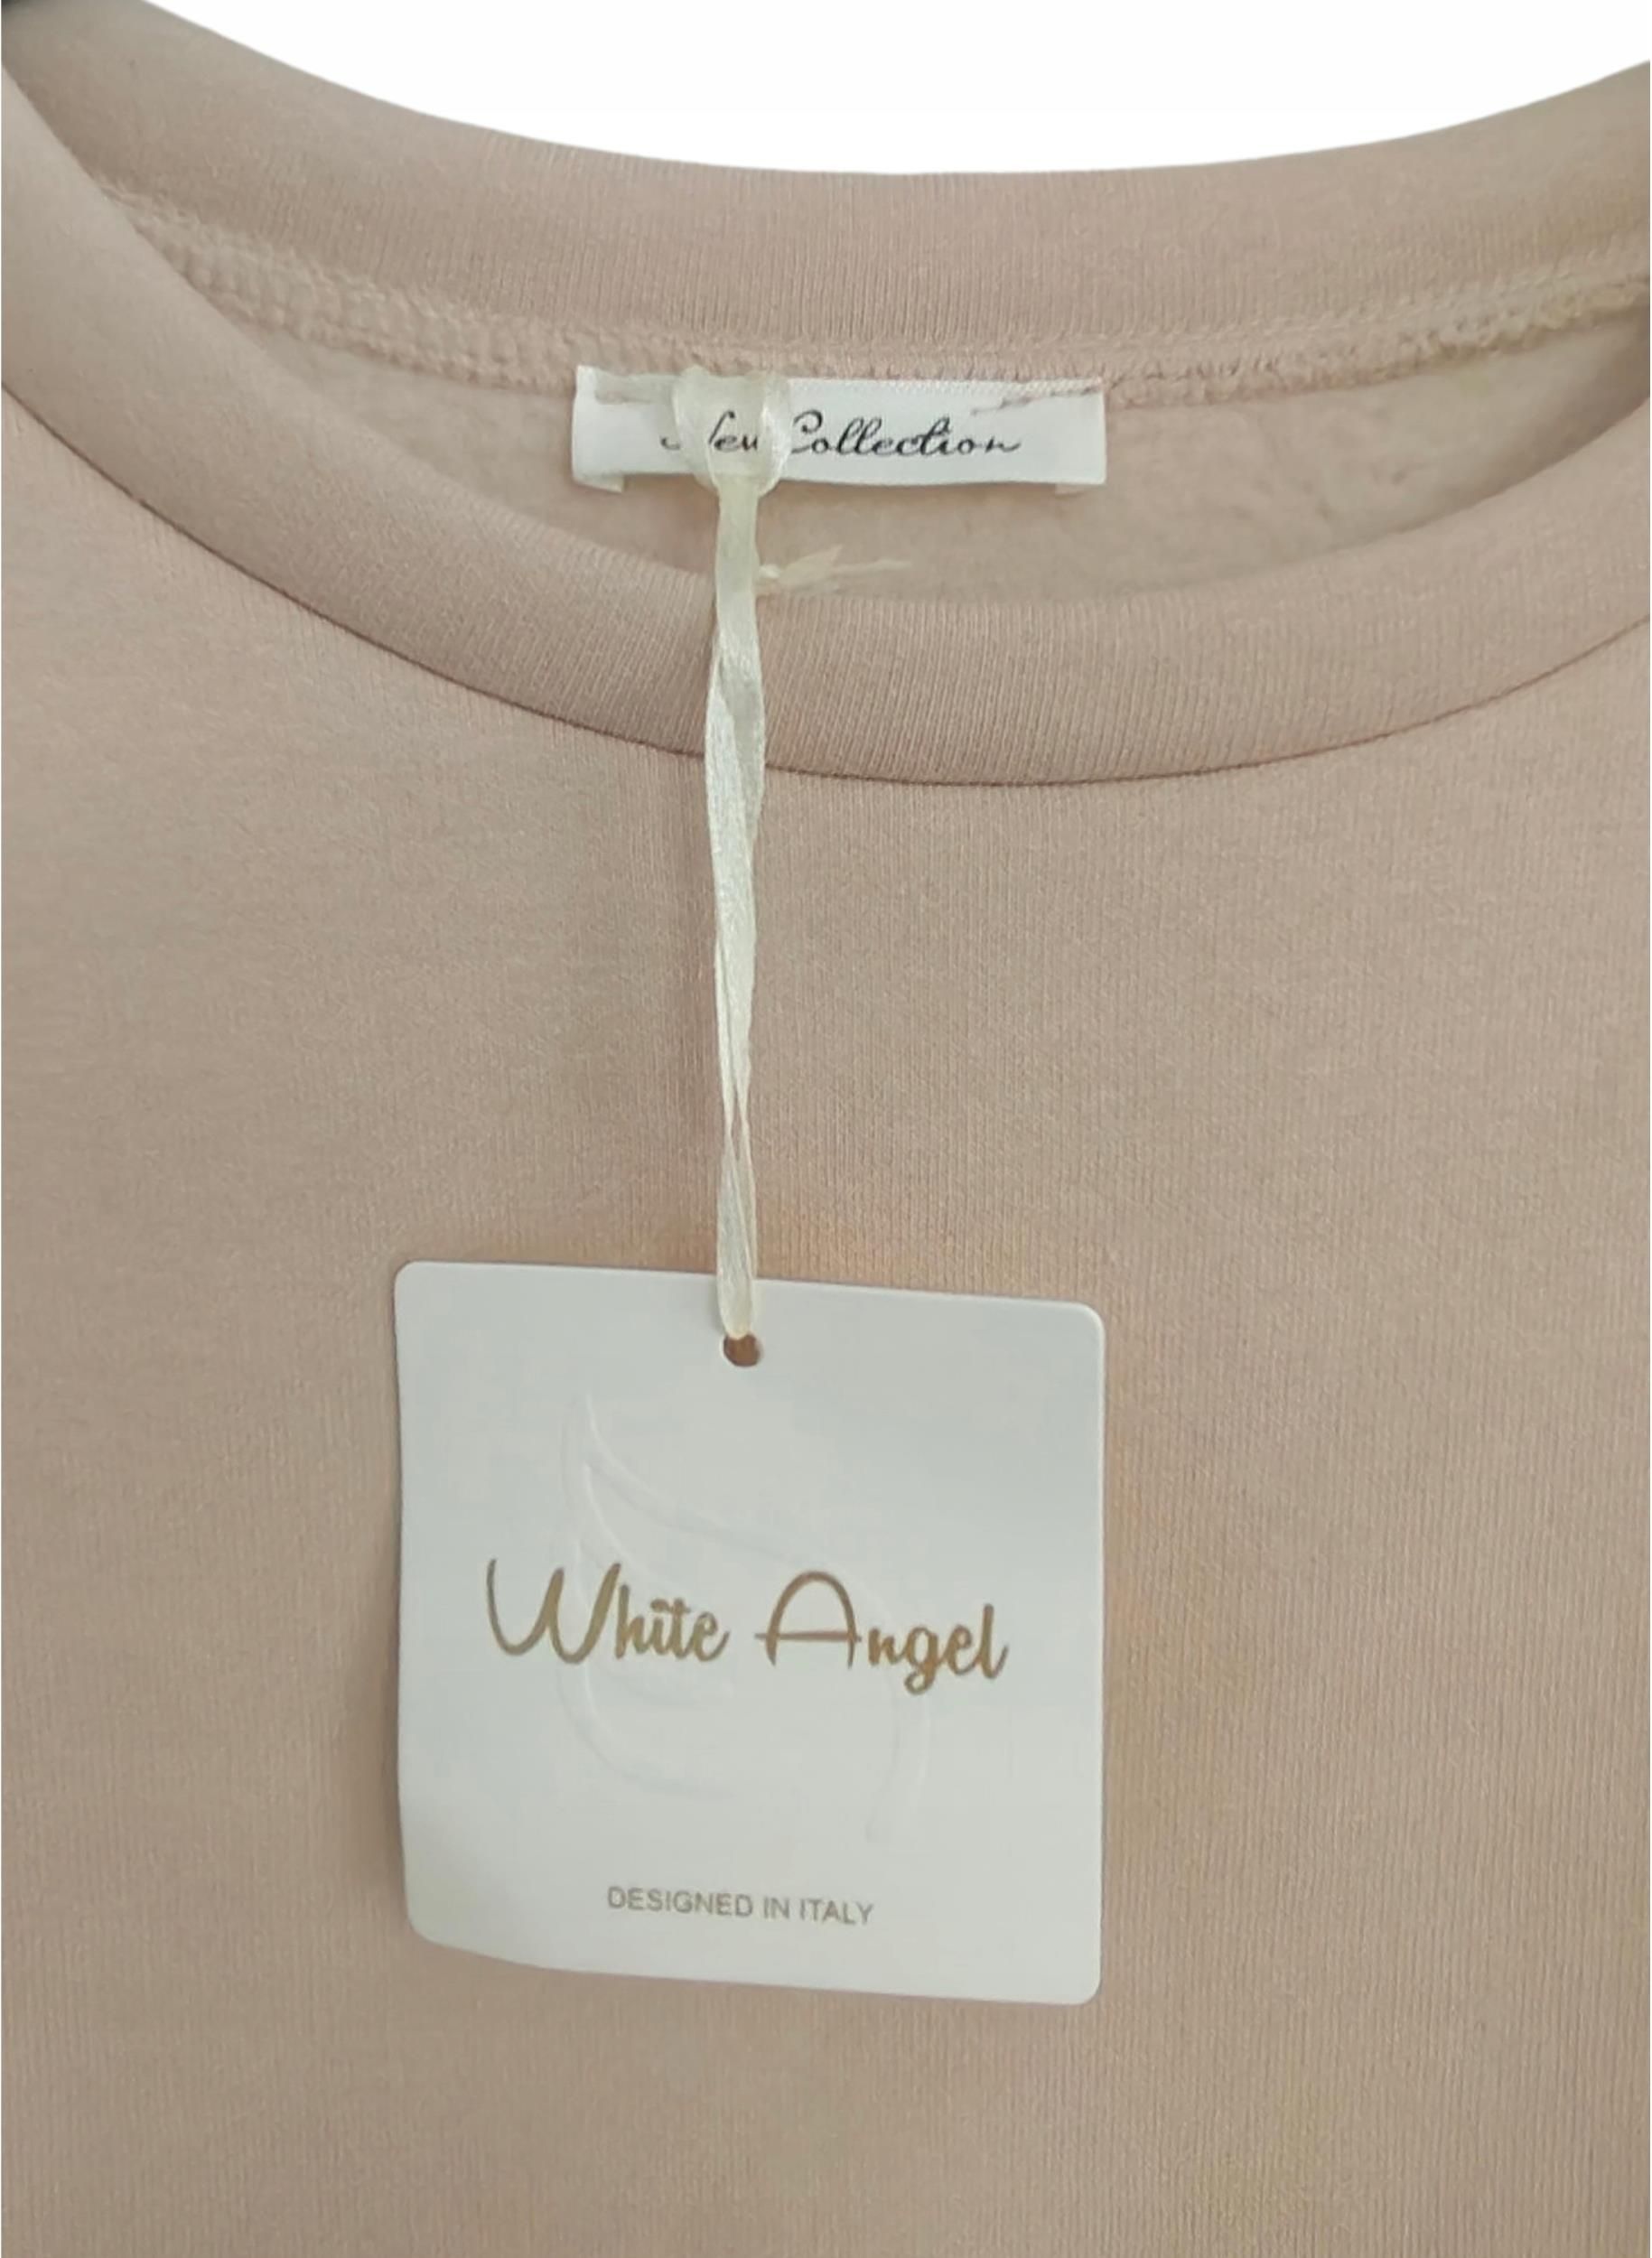 New Collection
White Angel
DESIGNED IN ITALY